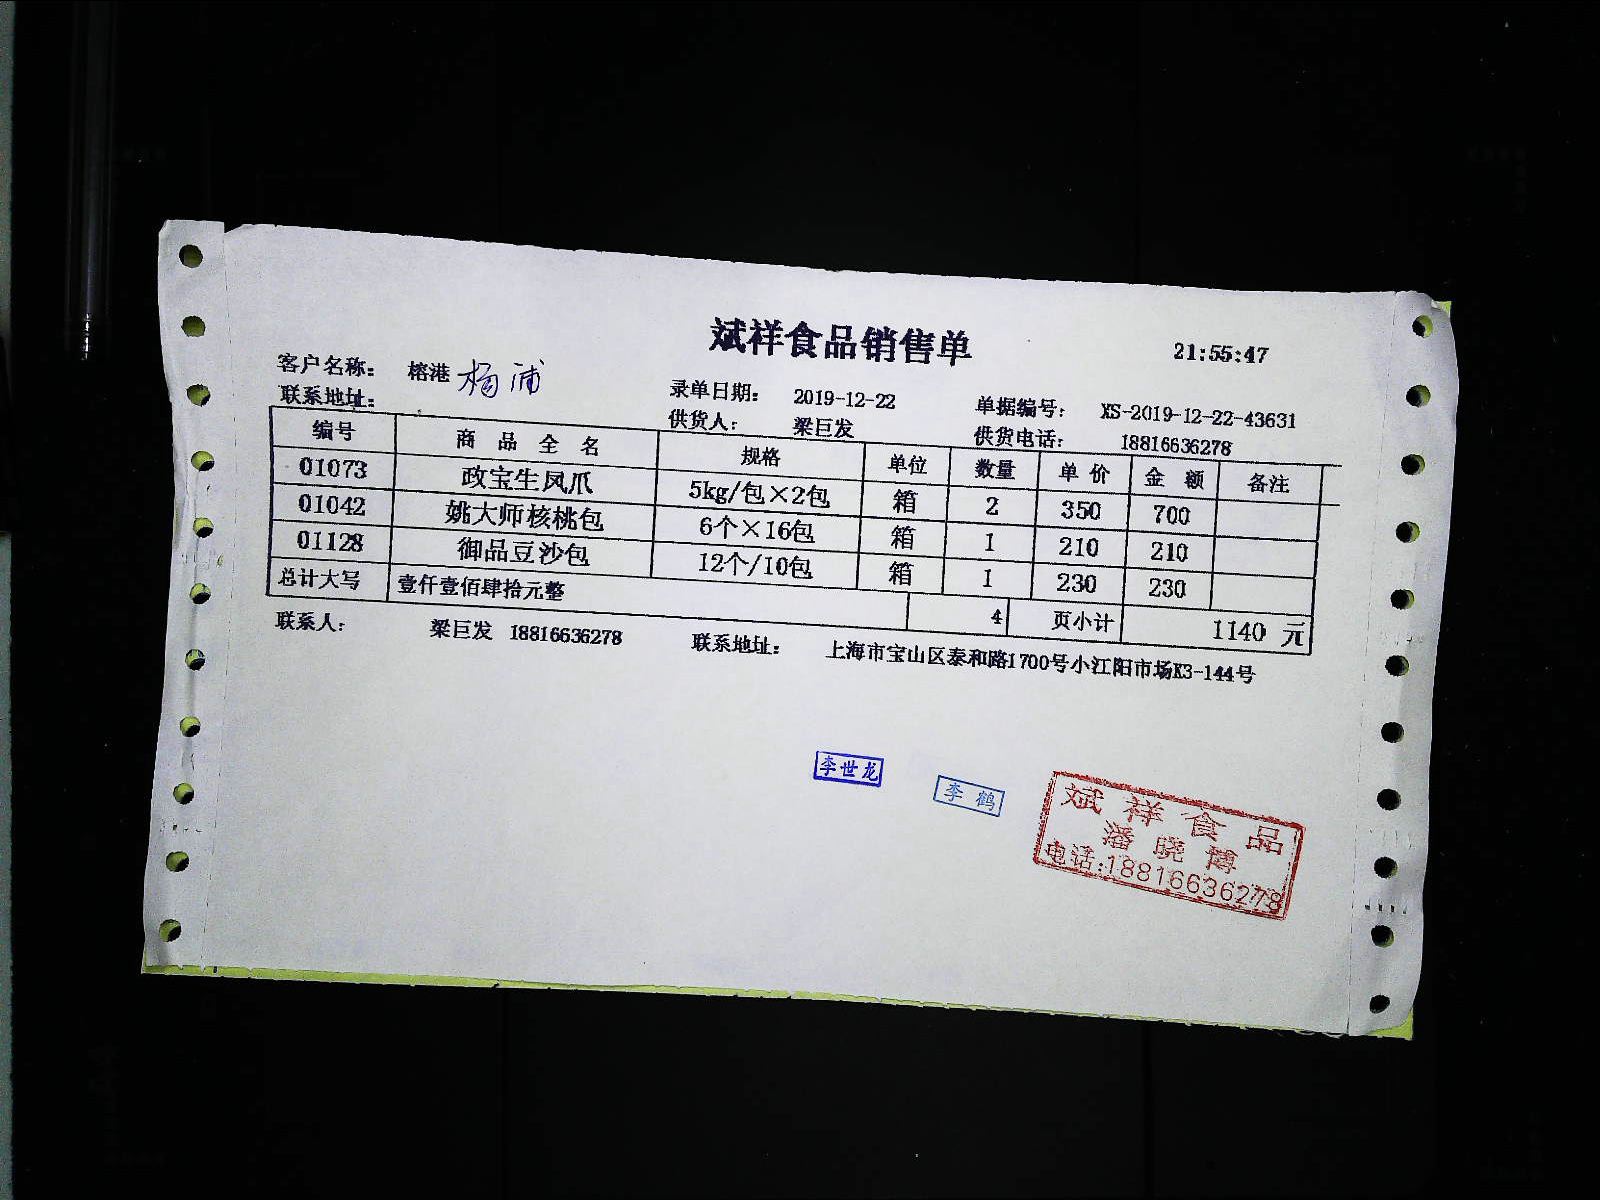 斌祥食品销售单 21:55:47
客户名称： 榕港 杨浦 录单日期： 2019-12-22 单据编号： XS-2019-12-22-43631
联系地址： 供货人： 梁巨发 供货电话： 18816636278
编号 商品全名 规格 单位 数量 单价 金额 备注
01073 政宝生凤爪 5kg/包×2包 箱 2 350 700
01042 姚大师核桃包 6个×16包 箱 1 210 210
01128 御品豆沙包 12个/10包 箱 1 230 230
总计大写 壹仟壹佰肆拾元整 4 页小计 1140 元
联系人： 梁巨发 18816636278 联系地址： 上海市宝山区泰和路1700号小江阳市场K3-144号
李世龙
李鹤
斌祥食品
潘晓博
电话:18816636278